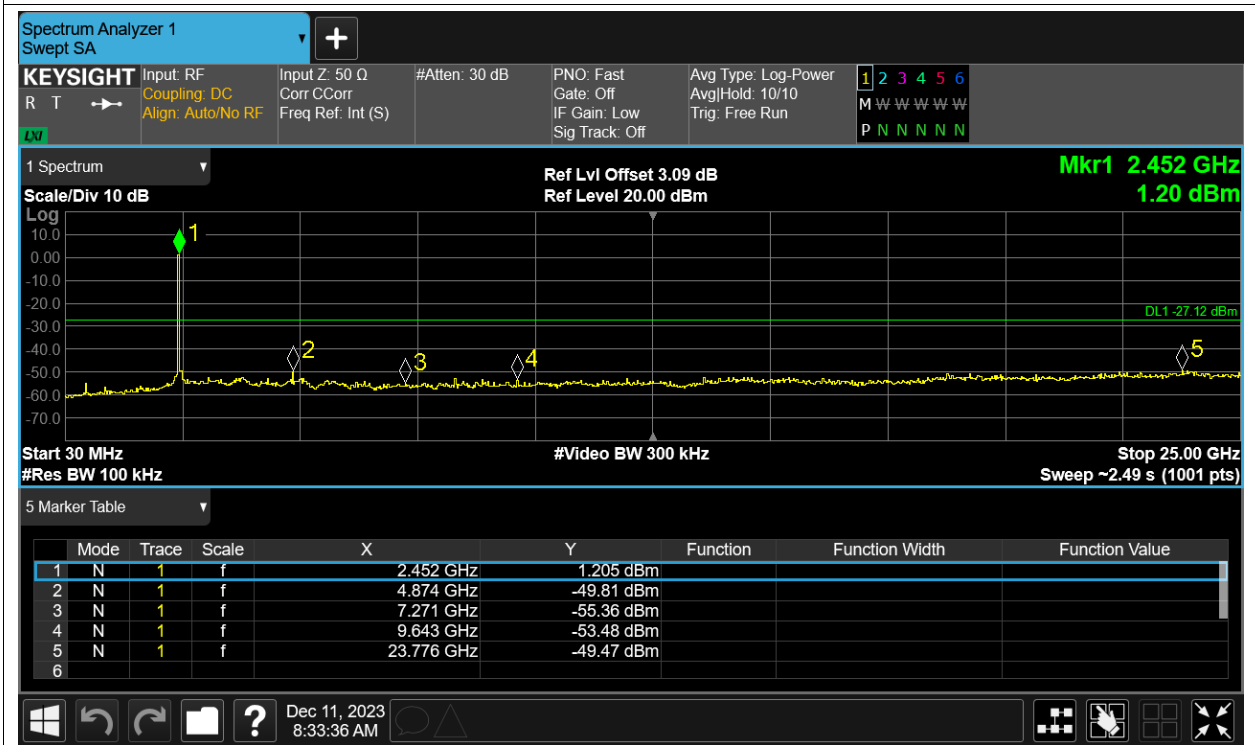 Spectrum Analyzer 1
Swept SA
+
KEYSIGHT Input: RF Input Z: 50 Ω #Atten: 30 dB PNO: Fast Avg Type: Log-Power 1 2 3 4 5 6
R T Coupling: DC Corr CCorr Gate: Off Avg|Hold: 10/10 M W W W W W
Align: Auto/No RF Freq Ref: Int (S) IF Gain: Low Trig: Free Run
LXI Sig Track: Off P N N N N N
1 Spectrum Ref Lvl Offset 3.09 dB Mkr1 2.452 GHz
Scale/Div 10 dB Ref Level 20.00 dBm 1.20 dBm
Log
10.0 1
0.00
-10.0
-20.0
DL1 -27.12 dBm
-30.0
-40.0 2 3 4 5
-50.0
-60.0
-70.0
Start 30 MHz #Video BW 300 kHz Stop 25.00 GHz
#Res BW 100 kHz Sweep ~2.49 s (1001 pts)
5 Marker Table
Mode Trace Scale X Y Function Function Width Function Value
1 N 1 f 2.452 GHz 1.205 dBm
2 N 1 f 4.874 GHz -49.81 dBm
3 N 1 f 7.271 GHz -55.36 dBm
4 N 1 f 9.643 GHz -53.48 dBm
5 N 1 f 23.776 GHz -49.47 dBm
6
? Dec 11, 2023
8:33:36 AM